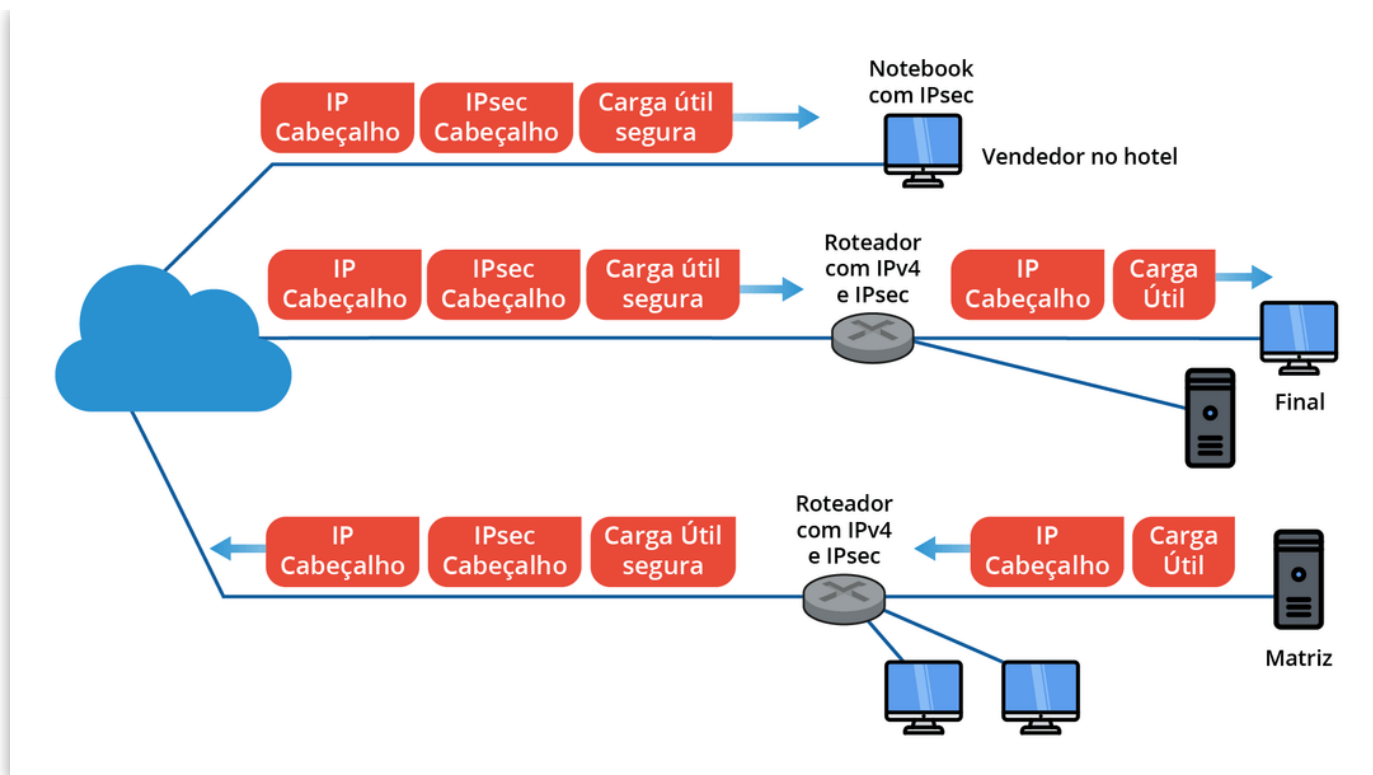 IP
Cabeçalho
IPsec
Cabeçalho
Carga útil
segura
Notebook
com IPsec
Vendedor no hotel
IP
Cabeçalho
IPsec
Cabeçalho
Carga útil
segura
Roteador
com IPv4
e IPsec
IP
Cabeçalho
Carga
Útil
Final
IP
Cabeçalho
IPsec
Cabeçalho
Carga Útil
segura
Roteador
com IPv4
e IPsec
IP
Cabeçalho
Carga
Útil
Matriz